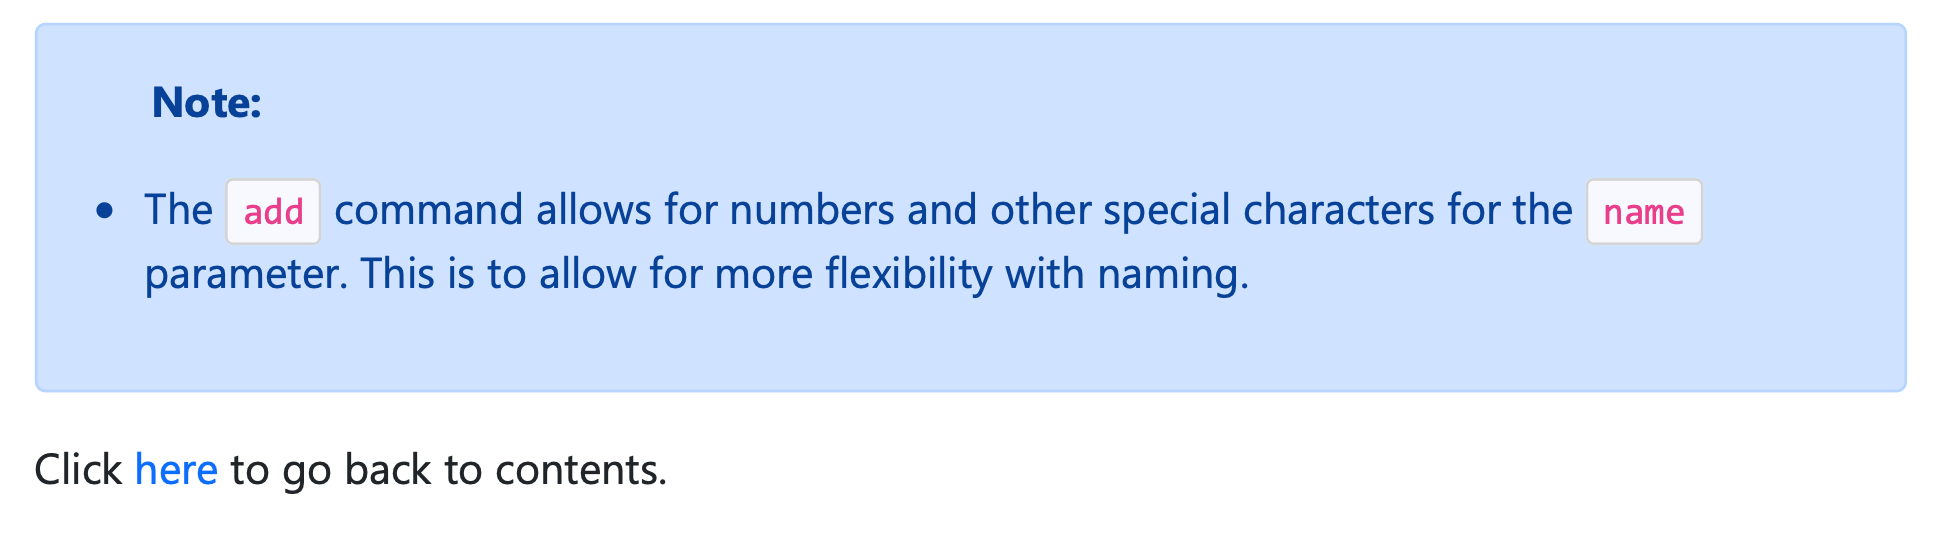 Note:
• The add command allows for numbers and other special characters for the name
parameter. This is to allow for more flexibility with naming.
Click here to go back to contents.